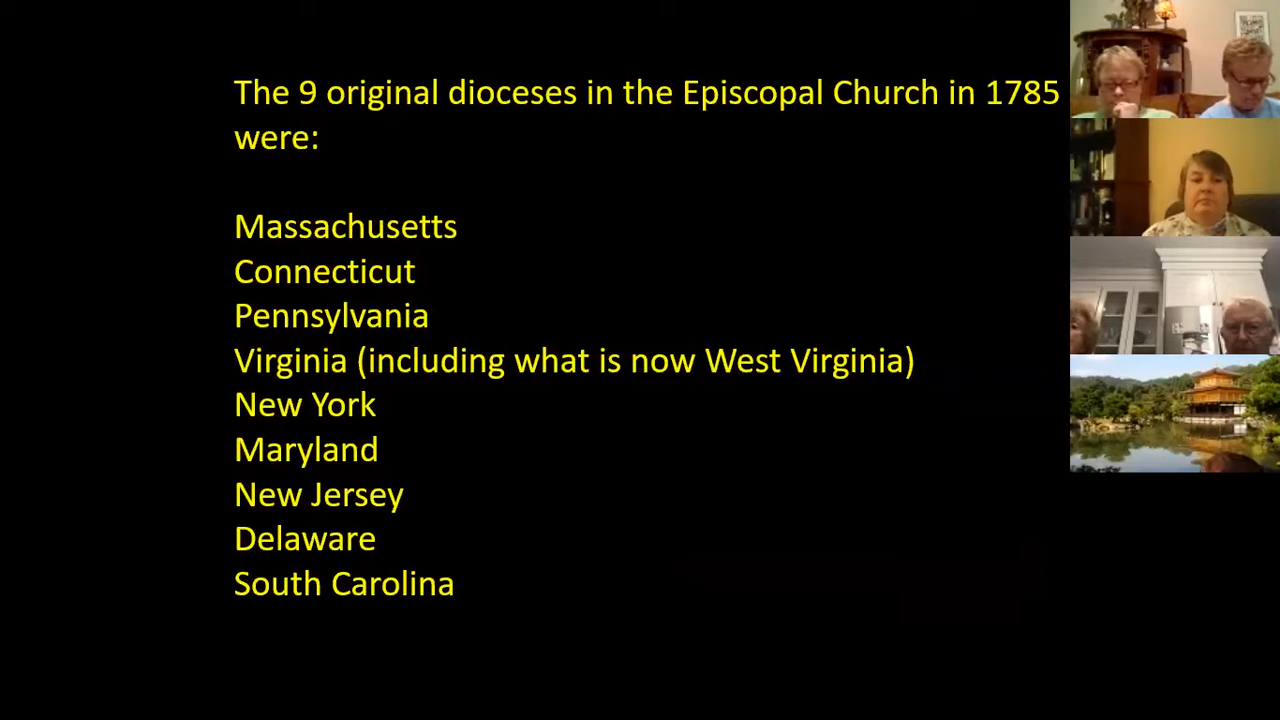 The 9 original dioceses in the Episcopal Church in 1785
were:
Massachusetts
Connecticut
Pennsylvania
Virginia (including what is now West Virginia)
New York
Maryland
New Jersey
Delaware
South Carolina